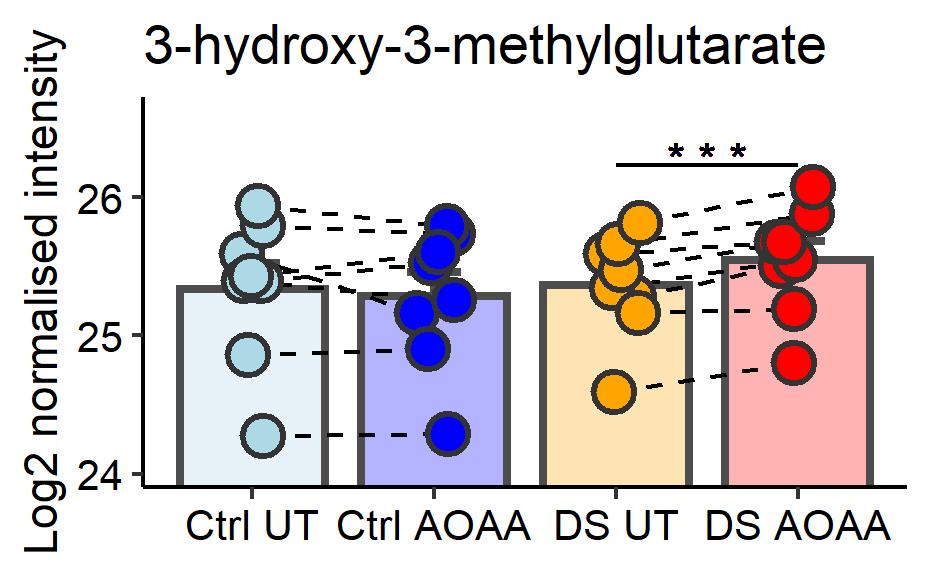 3-hydroxy-3-methylglutarate
Log2 normalised intensity
***
26
25
24
Ctrl UT
Ctrl AOAA
DS UT
DS AOAA